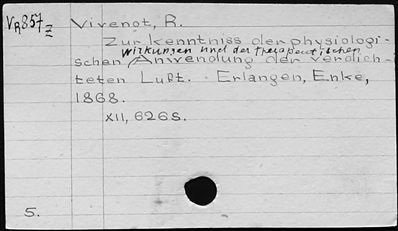 VR857z Vivenot, R.
Zur kenntniss der physiologi-
wirkungen und der therapeutischen
schen Anwendung der verdich-
teten Luft. Erlangen, Enke,
1868.
XII, 626S.
5.